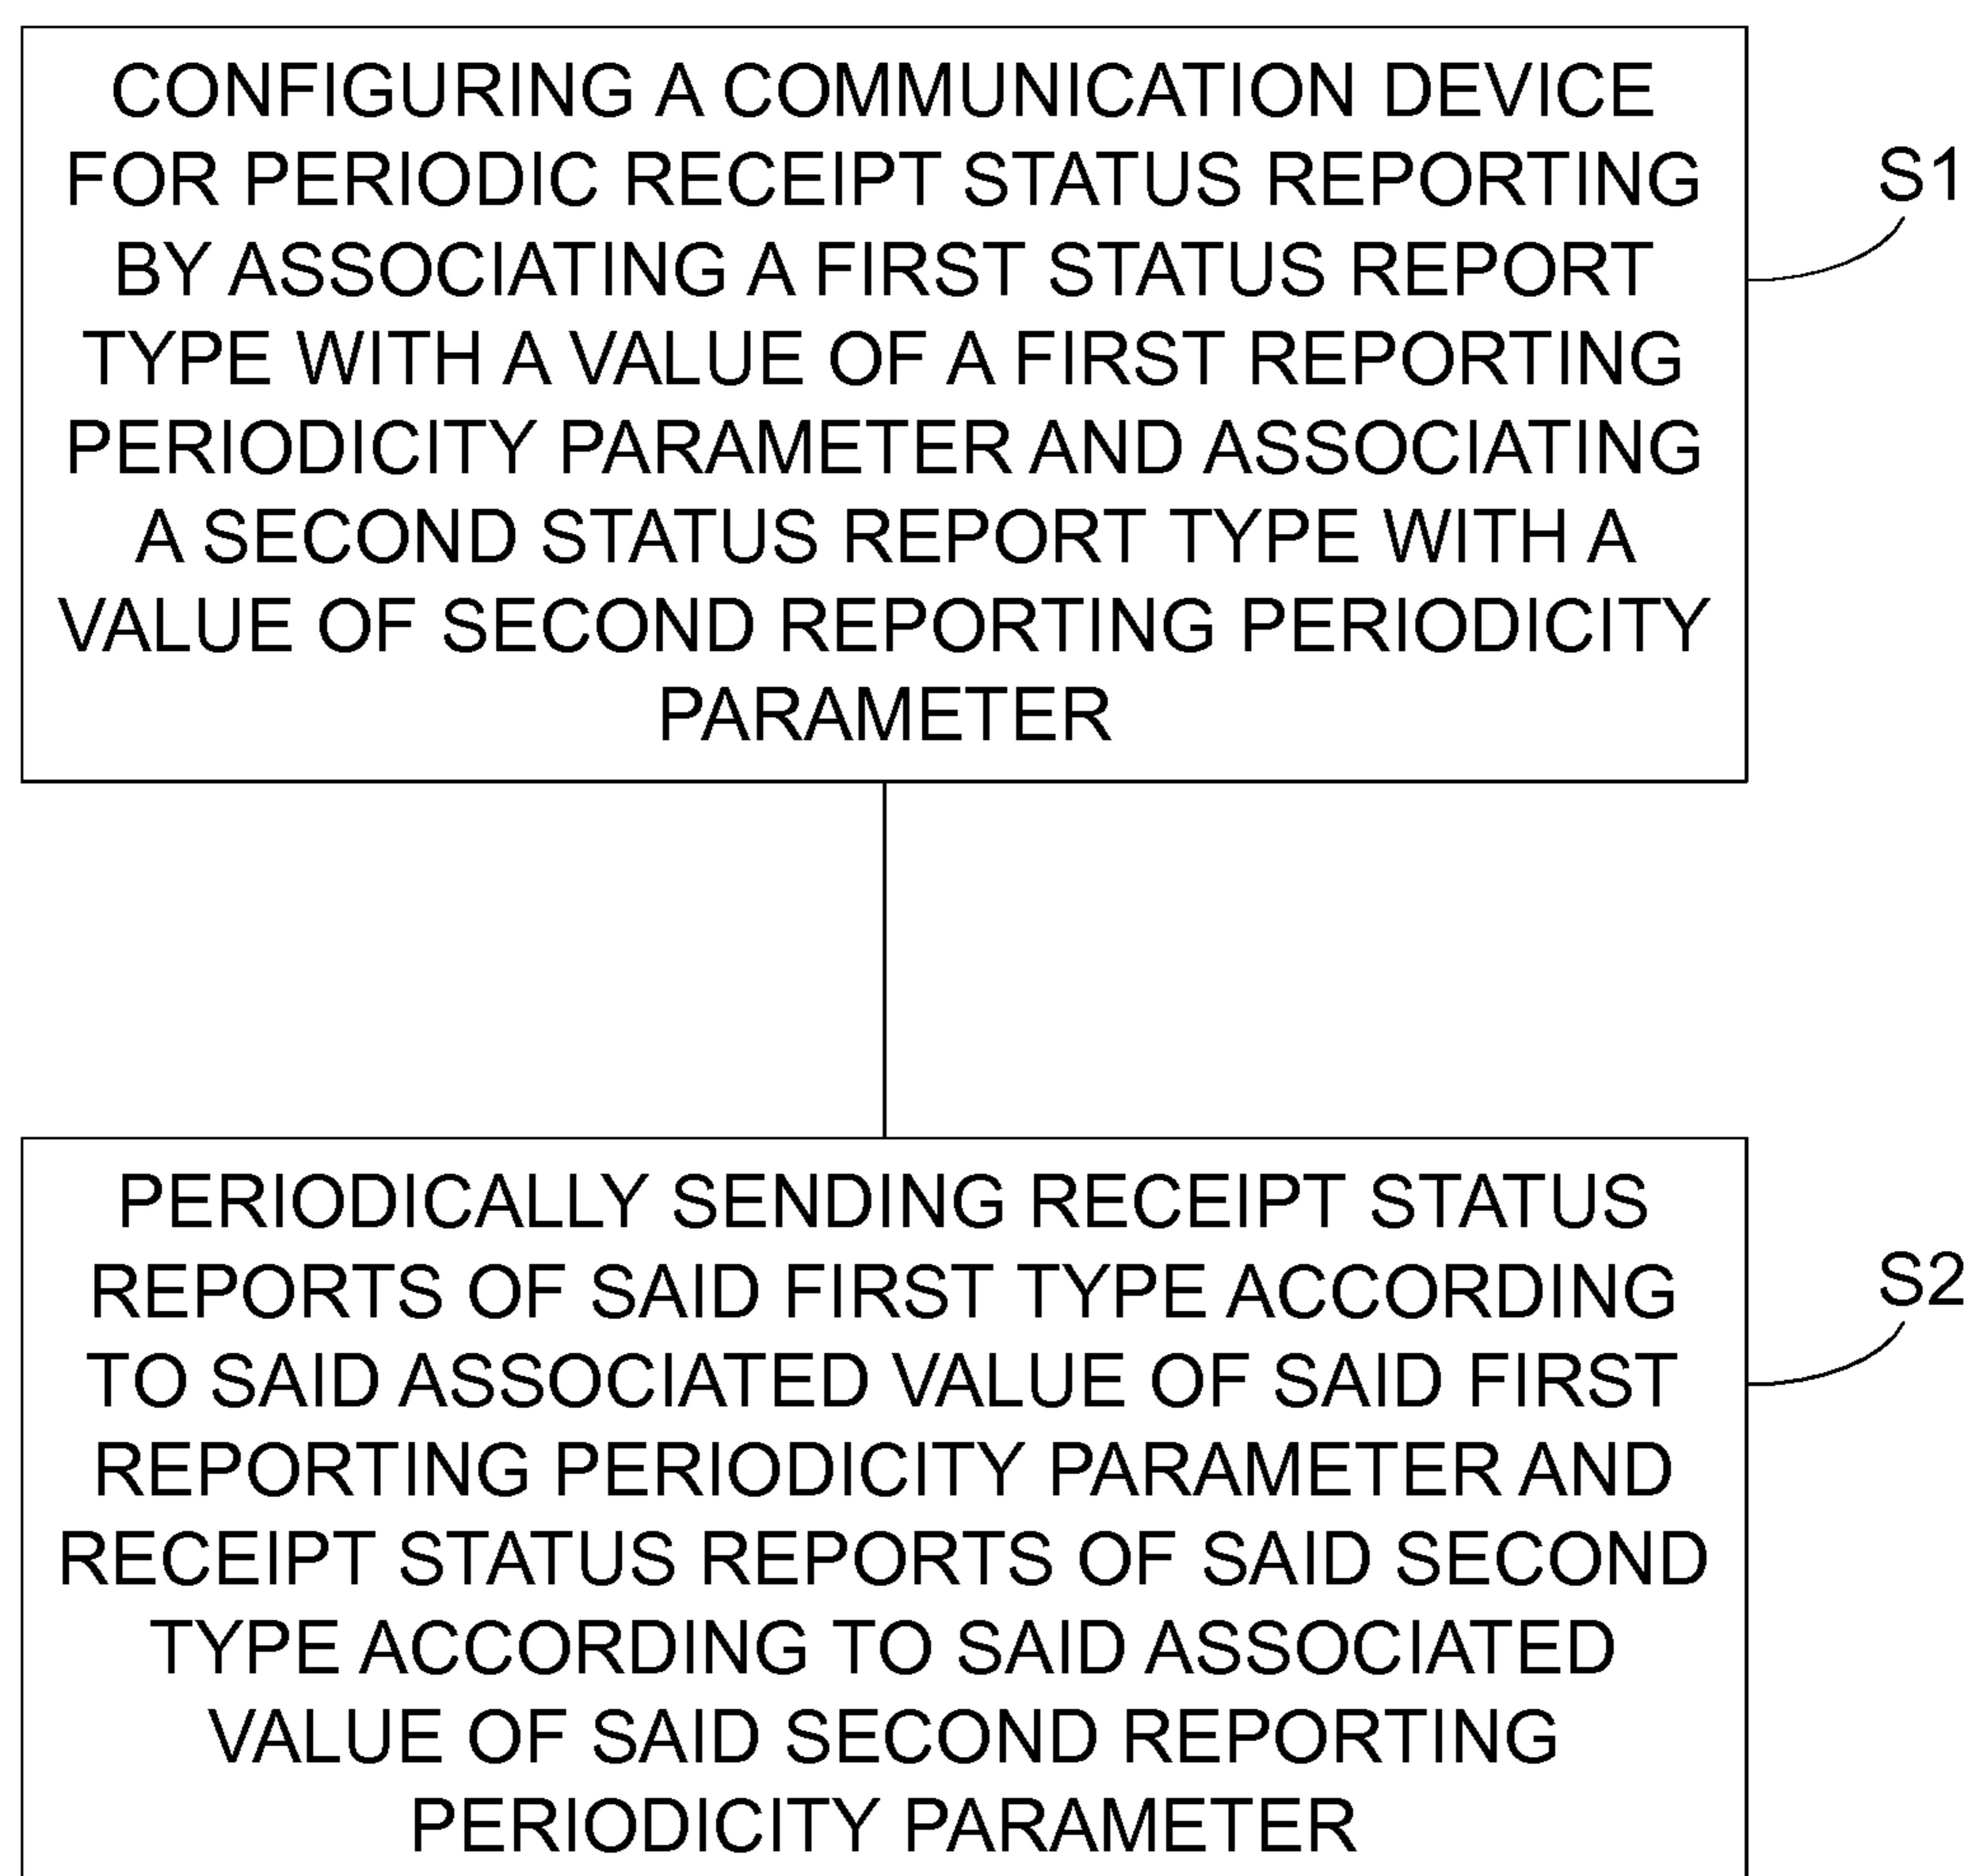 CONFIGURING A COMMUNICATION DEVICE
FOR PERIODIC RECEIPT STATUS REPORTING
BY ASSOCIATING A FIRST STATUS REPORT
TYPE WITH A VALUE OF A FIRST REPORTING
PERIODICITY PARAMETER AND ASSOCIATING
A SECOND STATUS REPORT TYPE WITH A
VALUE OF SECOND REPORTING PERIODICITY
PARAMETER
S1
PERIODICALLY SENDING RECEIPT STATUS
REPORTS OF SAID FIRST TYPE ACCORDING
TO SAID ASSOCIATED VALUE OF SAID FIRST
REPORTING PERIODICITY PARAMETER AND
RECEIPT STATUS REPORTS OF SAID SECOND
TYPE ACCORDING TO SAID ASSOCIATED
VALUE OF SAID SECOND REPORTING
PERIODICITY PARAMETER
S2